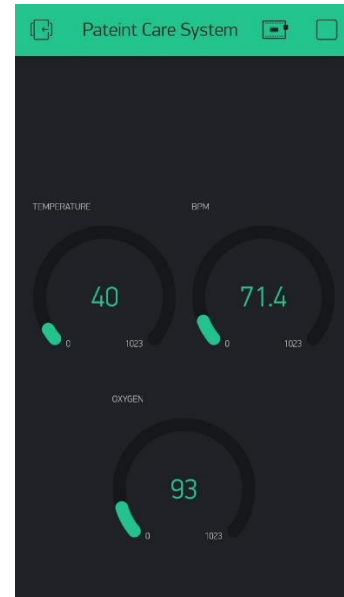 Pateint Care System
TEMPERATURE
BPM
40
71.4
0 1023
0 1023
OXYGEN
93
0 1023